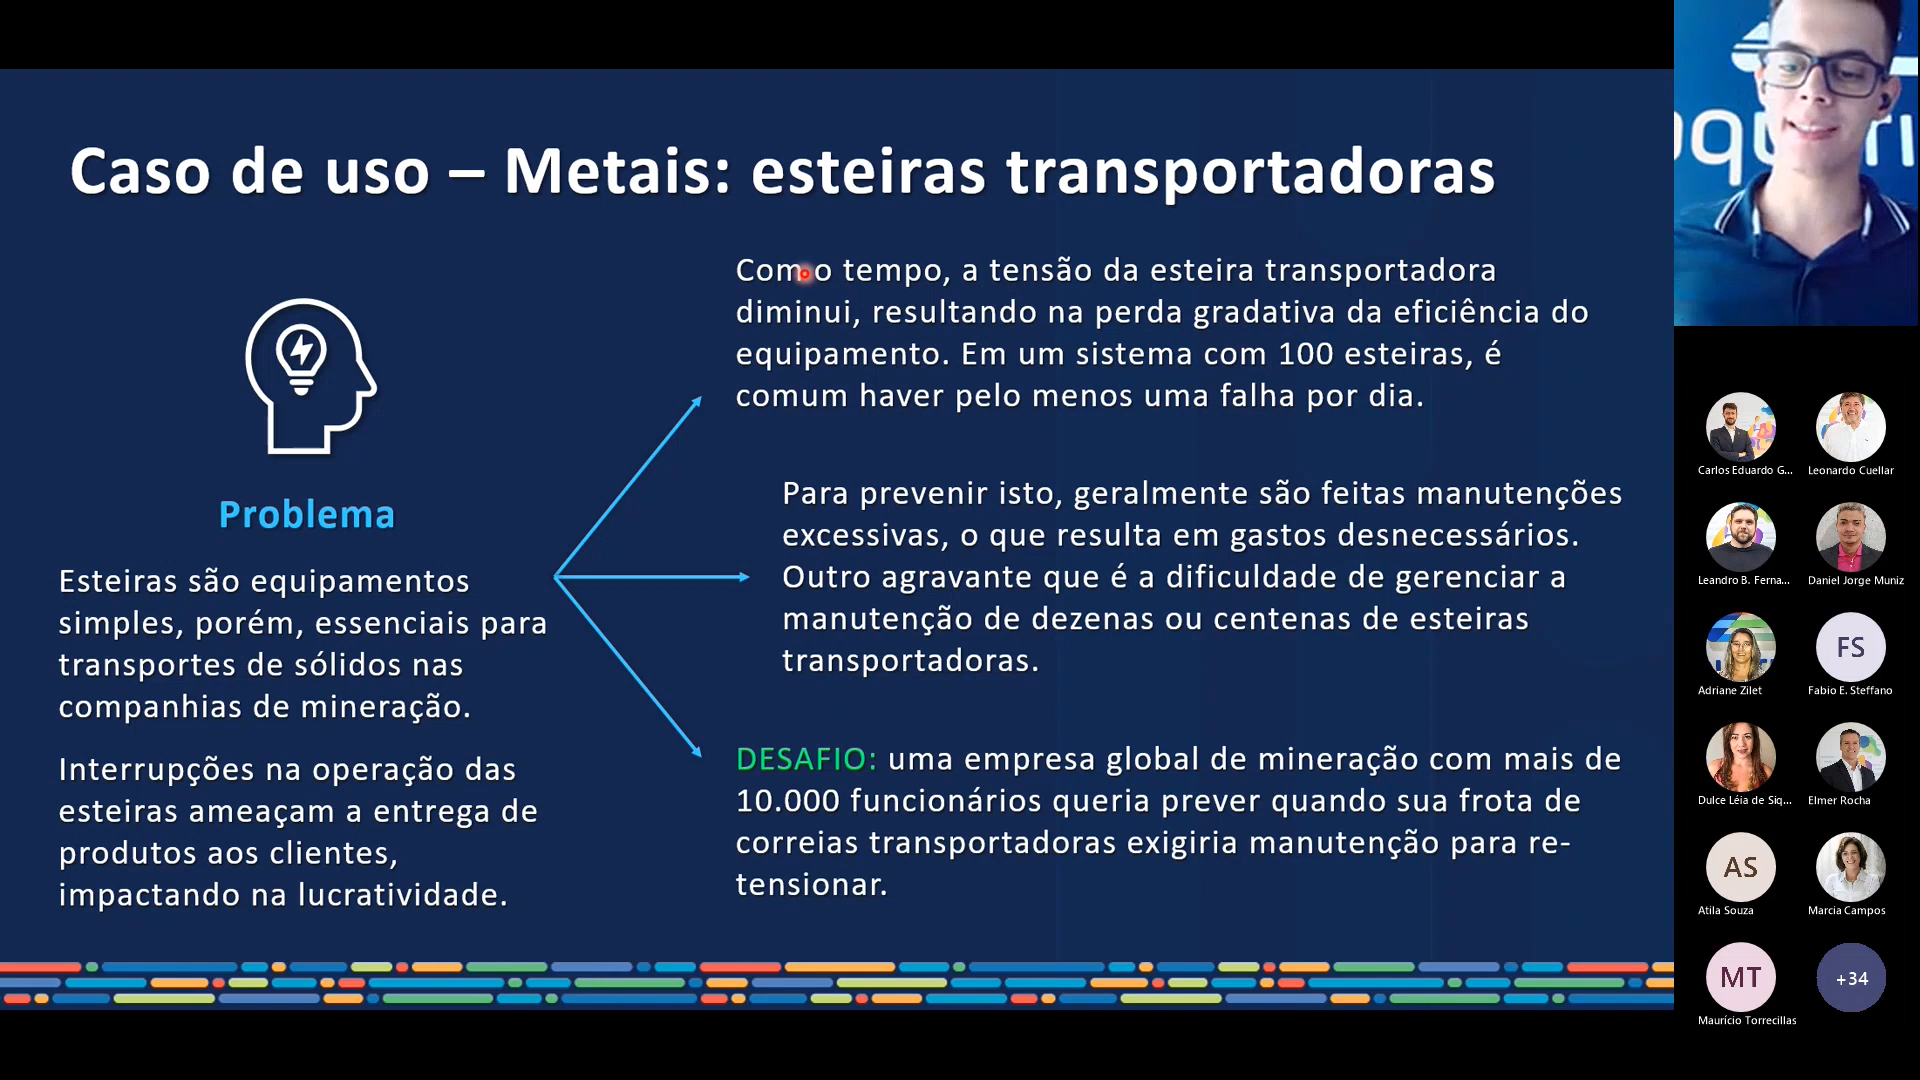 Caso de uso – Metais: esteiras transportadoras
Problema
Esteiras são equipamentos
simples, porém, essenciais para
transportes de sólidos nas
companhias de mineração.
Interrupções na operação das
esteiras ameaçam a entrega de
produtos aos clientes,
impactando na lucratividade.
Com o tempo, a tensão da esteira transportadora
diminui, resultando na perda gradativa da eficiência do
equipamento. Em um sistema com 100 esteiras, é
comum haver pelo menos uma falha por dia.
Para prevenir isto, geralmente são feitas manutenções
excessivas, o que resulta em gastos desnecessários.
Outro agravante que é a dificuldade de gerenciar a
manutenção de dezenas ou centenas de esteiras
transportadoras.
DESAFIO: uma empresa global de mineração com mais de
10.000 funcionários queria prever quando sua frota de
correias transportadoras exigiria manutenção para re-
tensionar.
Carlos Eduardo G...
Leonardo Cuellar
Leandro B. Ferna...
Daniel Jorge Muniz
Adriane Zilet
FS
Fabio E. Steffano
Dulce Léia de Siq...
Elmer Rocha
AS
Atila Souza
Marcia Campos
MT
Maurício Torrecillas
+34